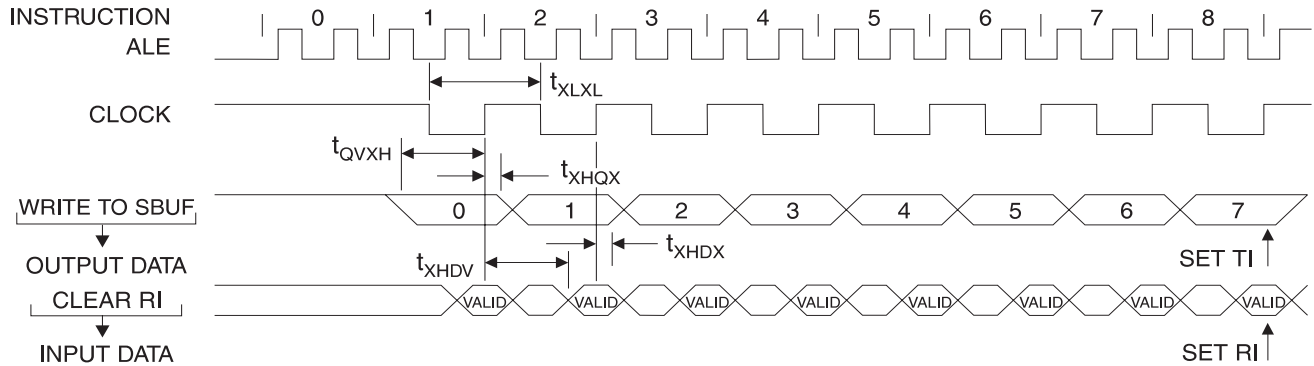 INSTRUCTION
0 1 2 3 4 5 6 7 8
ALE
tXLXL
CLOCK
tQVXH
tXHQX
WRITE TO SBUF
0 1 2 3 4 5 6 7
tXHDX
SET TI
OUTPUT DATA
tXHDV
CLEAR RI
VALID VALID VALID VALID VALID VALID VALID VALID
SET RI
INPUT DATA